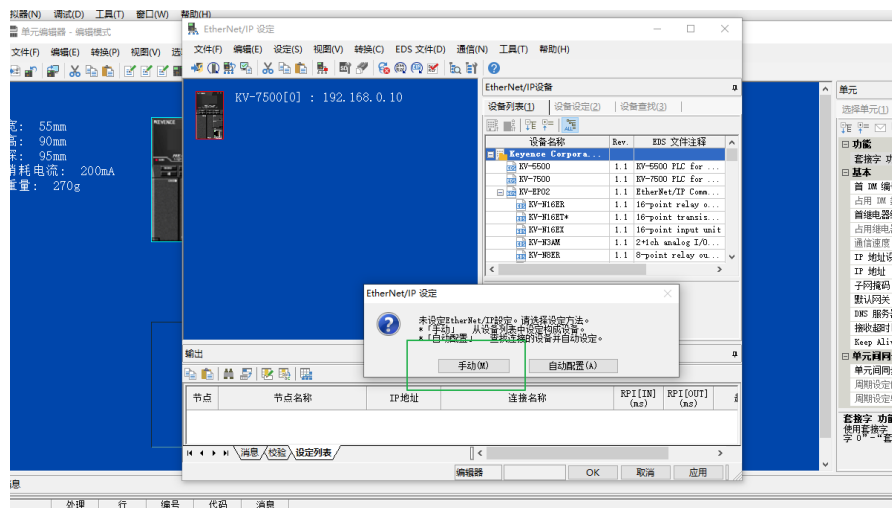 拟器(N) 调试(D) 工具(T) 窗口(W) 帮助(H)
单元编辑器 - 编辑模式
文件(F) 编辑(E) 转换(P) 视图(V) 选
宽: 55mm
高: 90mm
深: 95mm
消耗电流: 200mA
重量: 270g
KEYENCE
EtherNet/IP 设定
文件(F) 编辑(E) 设定(S) 视图(V) 转换(C) EDS 文件(D) 通信(N) 工具(T) 帮助(H)
KV-7500[0] : 192.168.0.10
EtherNet/IP设备
设备列表(1) 设备设定(2) 设备查找(3)
设备名称 Rev. EDS 文件注释
Keyence Corpora...
KV-5500 1.1 KV-5500 PLC for ...
KV-7500 1.1 KV-7500 PLC for ...
KV-EP02 1.1 EtherNet/IP Comm...
KV-N16ER 1.1 16-point relay o...
KV-N16ET* 1.1 16-point transis...
KV-N16EX 1.1 16-point input unit
KV-N3AM 1.1 2+1ch analog I/O...
KV-N8ER 1.1 8-point relay ou...
EtherNet/IP 设定
未设定EtherNet/IP设定。请选择设定方法。
*「手动」 从设备列表中设定构成设备。
*「自动配置」 查找连接的设备并自动设定。
手动(M) 自动配置(A)
输出
节点 节点名称 IP地址 连接名称 RPI[IN] (ms) RPI[OUT] (ms)
消息 校验 设定列表
编辑器 OK 取消 应用
单元
选择单元(1)
功能
套接字 功
基本
首 DM 编
占用 DM
首继电器
占用继电器
通信速度
IP 地址设
IP 地址
子网掩码
默认网关
DNS 服务
接收超时
Keep Aliv
单元间同
单元间同
周期设定
周期设定
套接字 功能
使用套接字
字 0"-"套
息
处理 行 编号 代码 消息